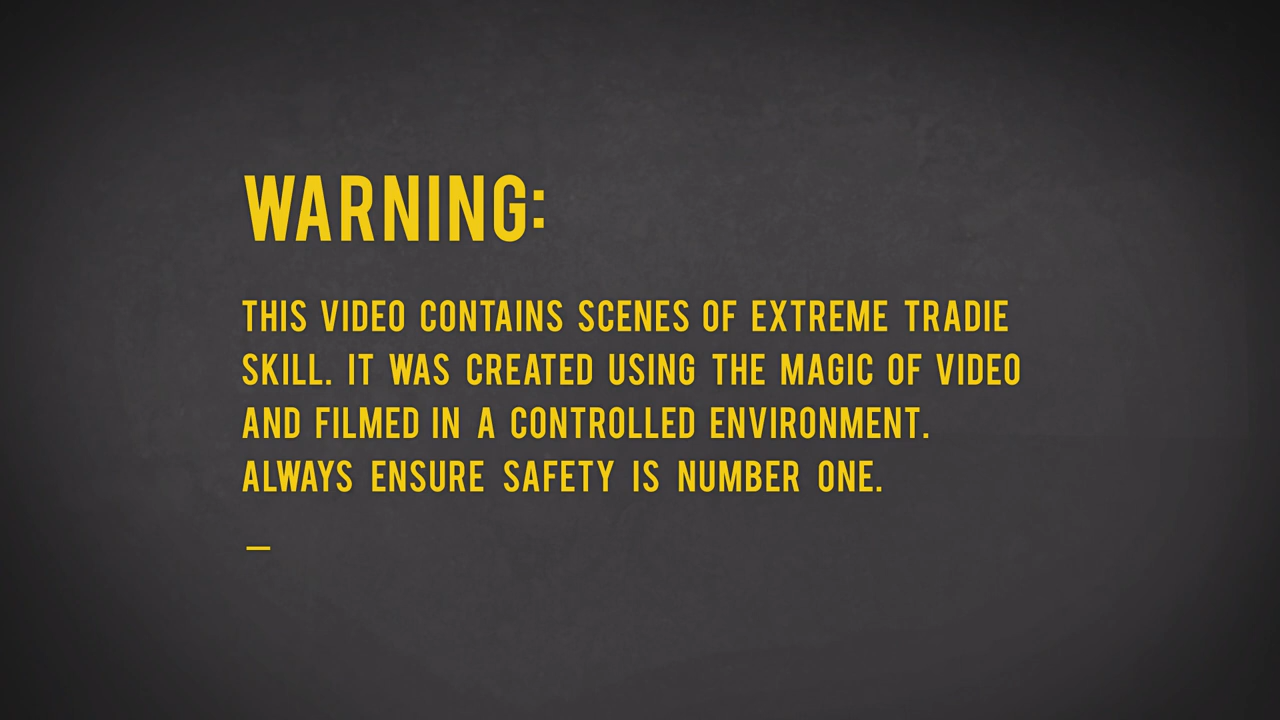 WARNING:
THIS VIDEO CONTAINS SCENES OF EXTREME TRADIE
SKILL. IT WAS CREATED USING THE MAGIC OF VIDEO
AND FILMED IN A CONTROLLED ENVIRONMENT.
ALWAYS ENSURE SAFETY IS NUMBER ONE.
_